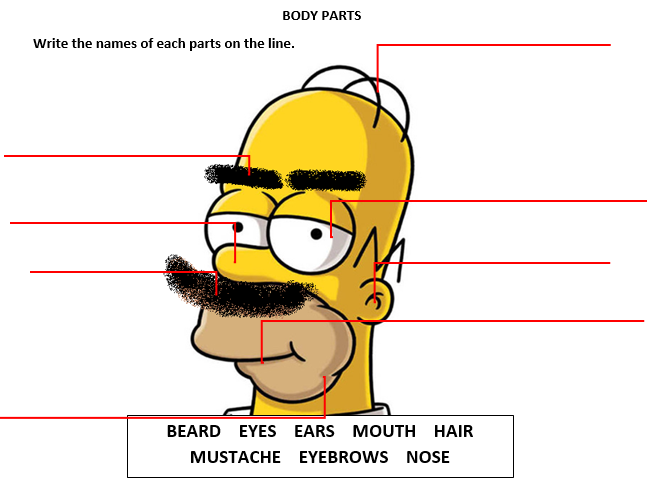 BODY PARTS
Write the names of each parts on the line.
BEARD EYES EARS MOUTH HAIR
MUSTACHE EYEBROWS NOSE